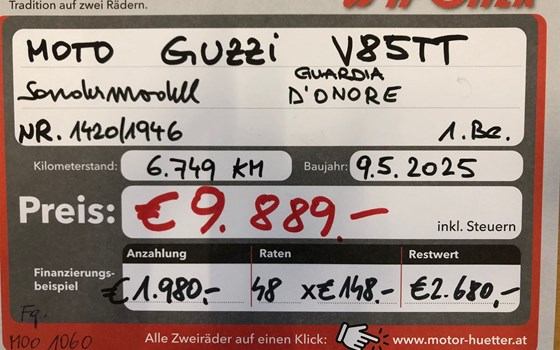 Tradition auf zwei Rädern.
MOTO GUZZI V85TT
Sondermodell GUARDIA D'ONORE
NR. 1420/1946 1. Be.
Kilometerstand: 6.749 KM Baujahr: 9.5.2025
Preis: € 9.889.- inkl. Steuern
Anzahlung Raten Restwert
Finanzierungs-
beispiel € 1.980,- 48 x € 148.- € 2.680,-
Fg.
MOO 1060
Alle Zweiräder auf einen Klick: www.motor-huetter.at